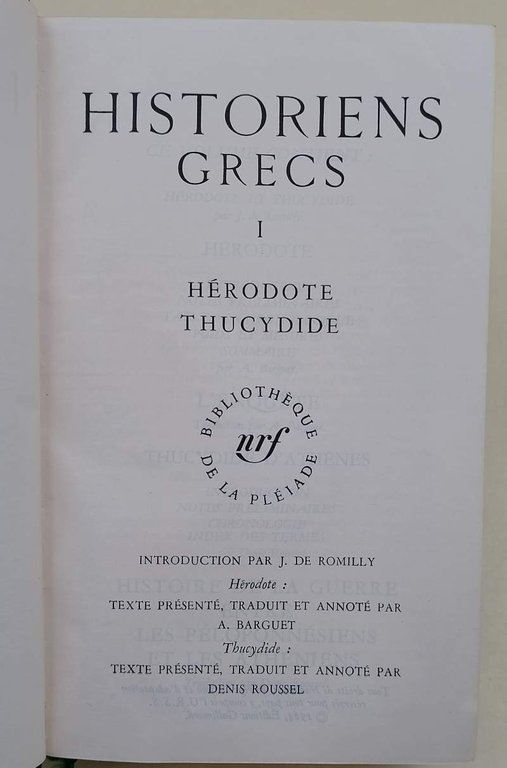 HISTORIENS
GRECS
I
HÉRODOTE
THUCYDIDE
BIBLIOTHÈQUE
nrf
DE LA PLÉIADE
INTRODUCTION PAR J. DE ROMILLY
Hérodote :
TEXTE PRÉSENTÉ, TRADUIT ET ANNOTÉ PAR
A. BARGUET
Thucydide :
TEXTE PRÉSENTÉ, TRADUIT ET ANNOTÉ PAR
DENIS ROUSSEL